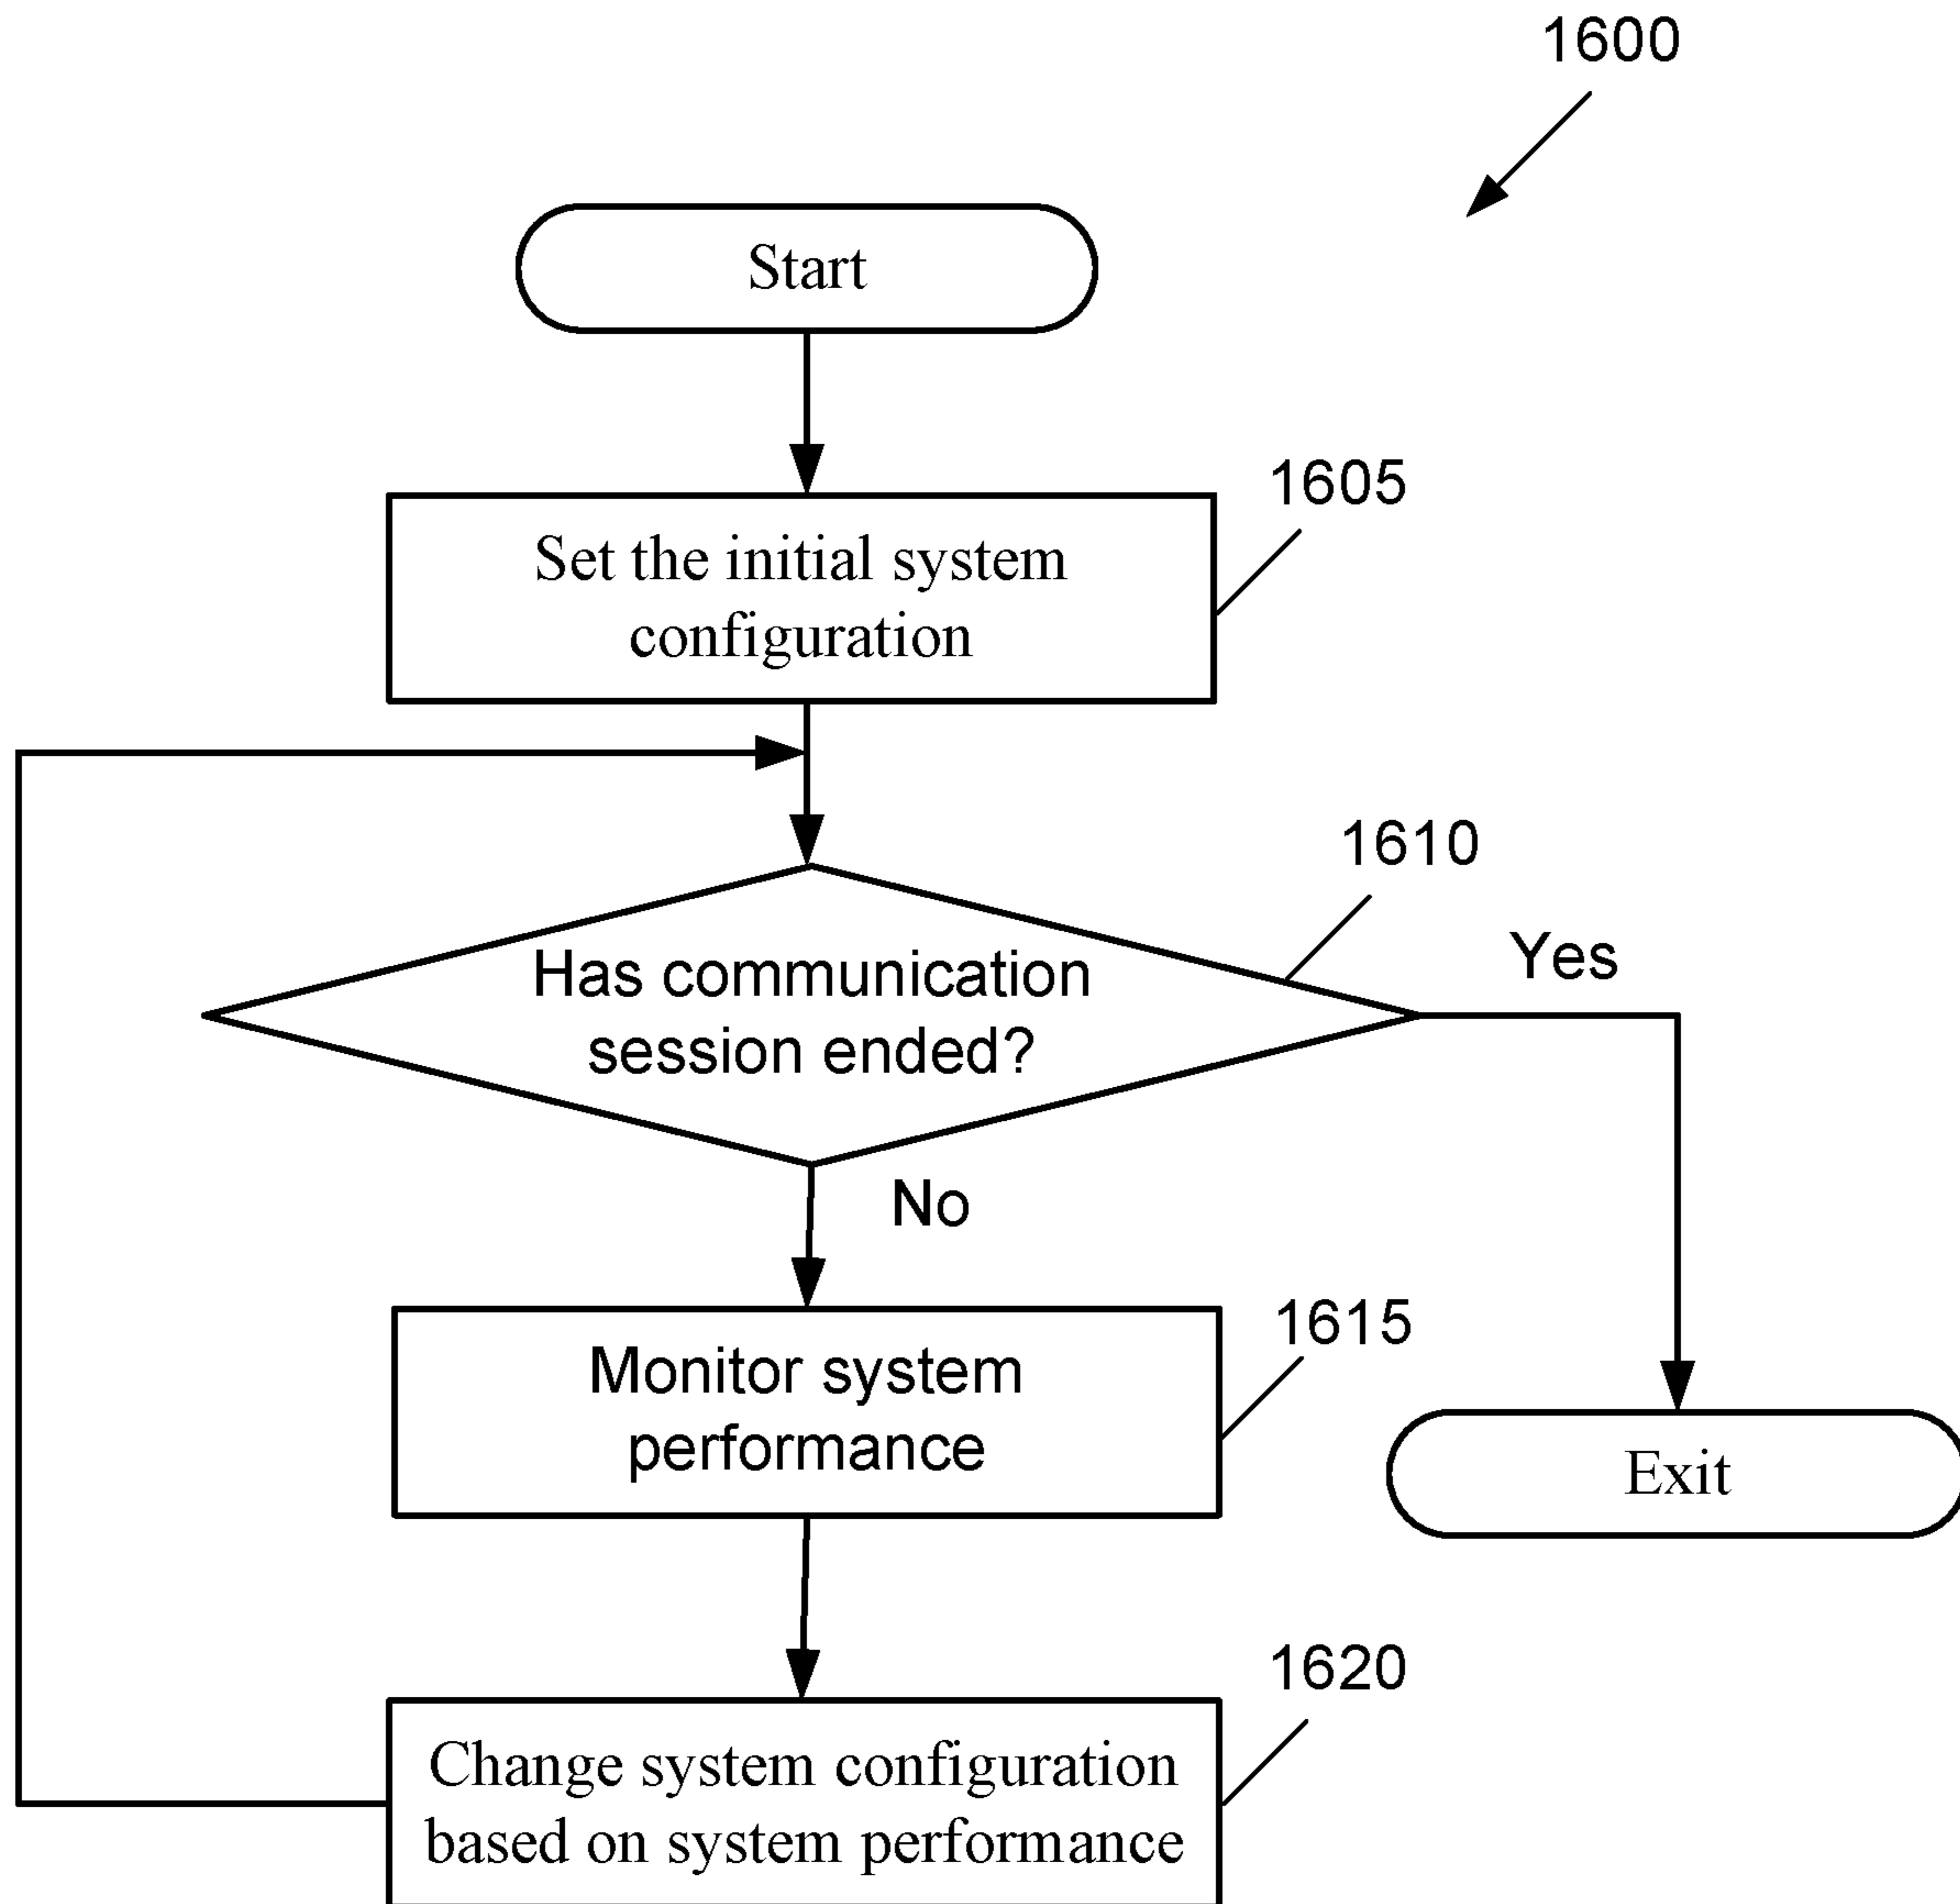 1600
Start
1605
Set the initial system
configuration
1610
Has communication
session ended?
Yes
No
1615
Monitor system
performance
Exit
1620
Change system configuration
based on system performance